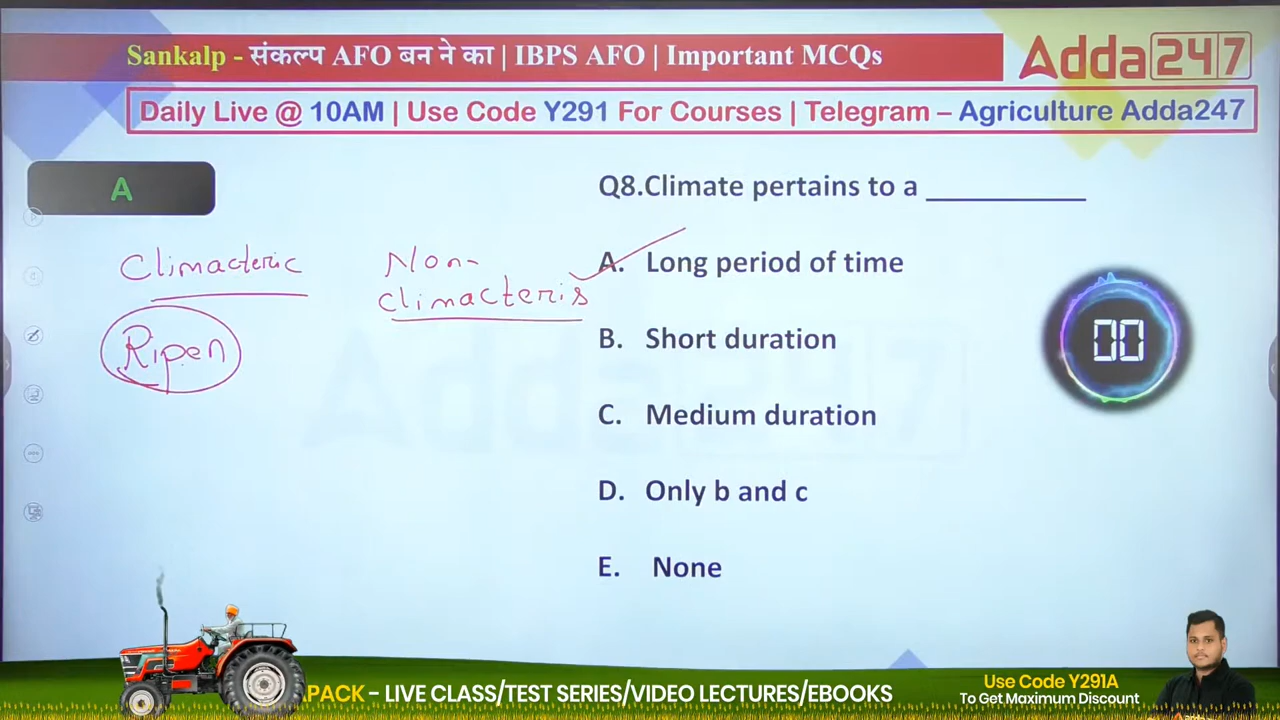 Sankalp - संकल्प AFO बन ने का | IBPS AFO | Important MCQs
Adda247
Daily Live @ 10AM | Use Code Y291 For Courses | Telegram – Agriculture Adda247
A
Q8.Climate pertains to a __________
Climacteric
Non-
climacteris
Ripen
A. Long period of time
B. Short duration
C. Medium duration
D. Only b and c
E. None
00
Adda247
PACK - LIVE CLASS/TEST SERIES/VIDEO LECTURES/EBOOKS
Use Code Y291A
To Get Maximum Discount